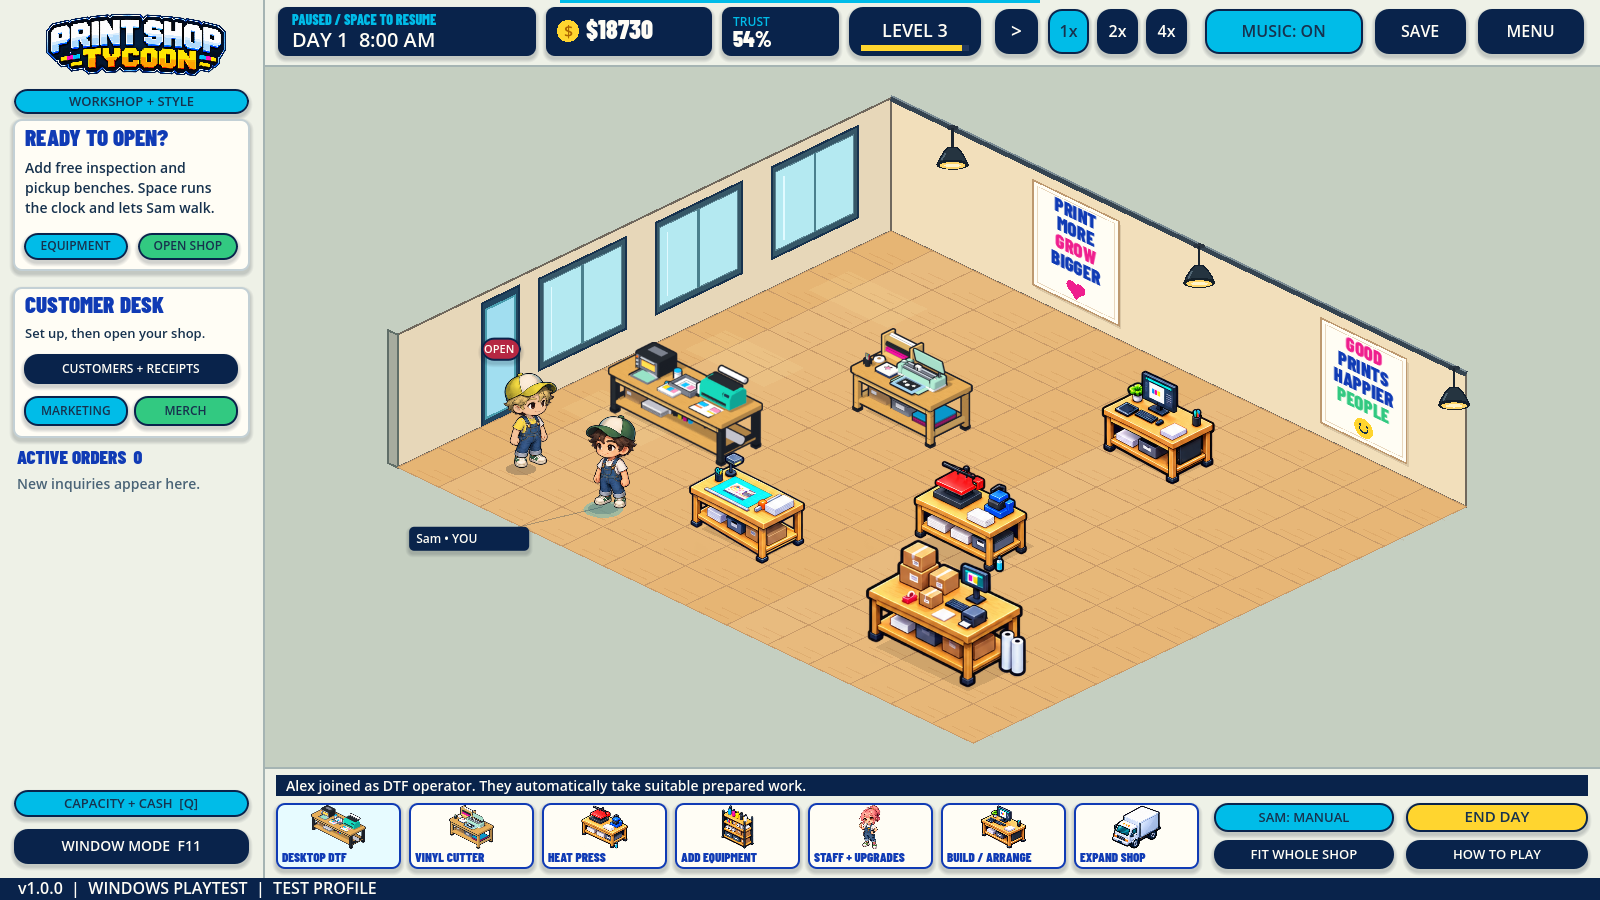 PRINT SHOP
TYCOON
WORKSHOP + STYLE
READY TO OPEN?
Add free inspection and
pickup benches. Space runs
the clock and lets Sam walk.
EQUIPMENT
OPEN SHOP
CUSTOMER DESK
Set up, then open your shop.
CUSTOMERS + RECEIPTS
MARKETING
MERCH
ACTIVE ORDERS 0
New inquiries appear here.
CAPACITY + CASH [Q]
WINDOW MODE F11
PAUSED / SPACE TO RESUME
DAY 1 8:00 AM
$ $18730
TRUST
54%
LEVEL 3
>
1x
2x
4x
MUSIC: ON
SAVE
MENU
PRINT
MORE
GROW
BIGGER
GOOD
PRINTS
HAPPIER
PEOPLE
OPEN
Sam • YOU
Alex joined as DTF operator. They automatically take suitable prepared work.
DESKTOP DTF
VINYL CUTTER
HEAT PRESS
ADD EQUIPMENT
STAFF + UPGRADES
BUILD / ARRANGE
EXPAND SHOP
SAM: MANUAL
END DAY
FIT WHOLE SHOP
HOW TO PLAY
v1.0.0 | WINDOWS PLAYTEST | TEST PROFILE